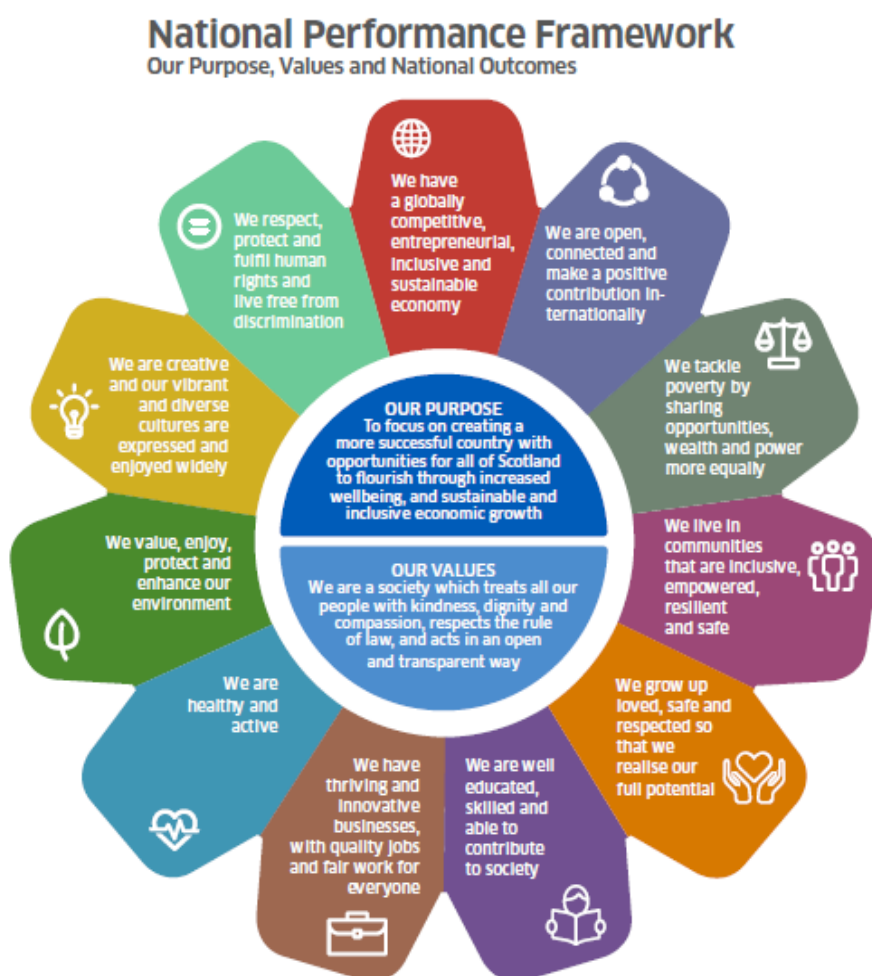 National Performance Framework
Our Purpose, Values and National Outcomes
We have
a globally
competitive,
entrepreneurial,
inclusive and
sustainable
economy
We are open,
connected and
make a positive
contribution in-
ternationally
We tackle
poverty by
sharing
opportunities,
wealth and power
more equally
We live in
communities
that are inclusive,
empowered,
resilient
and safe
We grow up
loved, safe and
respected so
that we
realise our
full potential
We are well
educated,
skilled and
able to
contribute
to society
We have
thriving and
innovative
businesses,
with quality jobs
and fair work for
everyone
We are
healthy and
active
We value, enjoy,
protect and
enhance our
environment
We are creative
and our vibrant
and diverse
cultures are
expressed and
enjoyed widely
We respect,
protect and
fulfil human
rights and
live free from
discrimination
OUR PURPOSE
To focus on creating a
more successful country with
opportunities for all of Scotland
to flourish through increased
wellbeing, and sustainable and
inclusive economic growth
OUR VALUES
We are a society which treats all our
people with kindness, dignity and
compassion, respects the rule
of law, and acts in an open
and transparent way